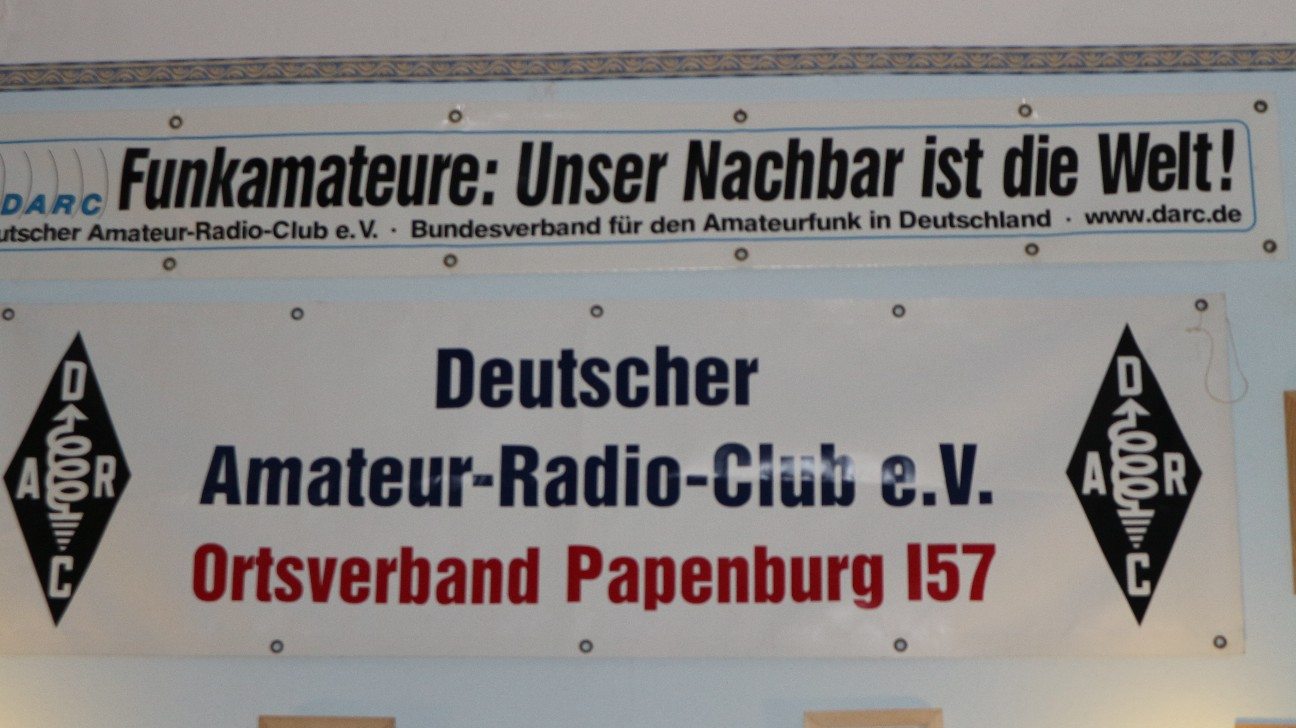 DARC
Funkamateure: Unser Nachbar ist die Welt!
utscher Amateur-Radio-Club e.V. · Bundesverband für den Amateurfunk in Deutschland · www.darc.de
Deutscher
Amateur-Radio-Club e.V.
Ortsverband Papenburg I57
D
A R
C
D
A R
C